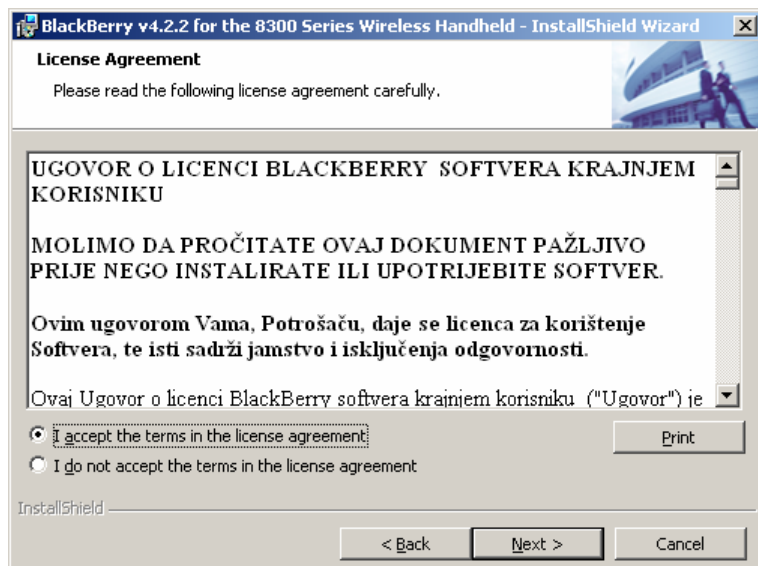 BlackBerry v4.2.2 for the 8300 Series Wireless Handheld - InstallShield Wizard
License Agreement
Please read the following license agreement carefully.
UGOVOR O LICENCI BLACKBERRY SOFTVERA KRAJNJEM
KORISNIKU
MOLIMO DA PROČITATE OVAJ DOKUMENT PAŽLJIVO
PRIJE NEGO INSTALIRATE ILI UPOTRIJEBITE SOFTVER.
Ovim ugovorom Vama, Potrošaču, daje se licenca za korištenje
Softvera, te isti sadrži jamstvo i isključenja odgovornosti.
Ovaj Ugovor o licenci BlackBerry softvera krajnjem korisniku ("Ugovor") je
I accept the terms in the license agreement
Print
I do not accept the terms in the license agreement
InstallShield
< Back
Next >
Cancel